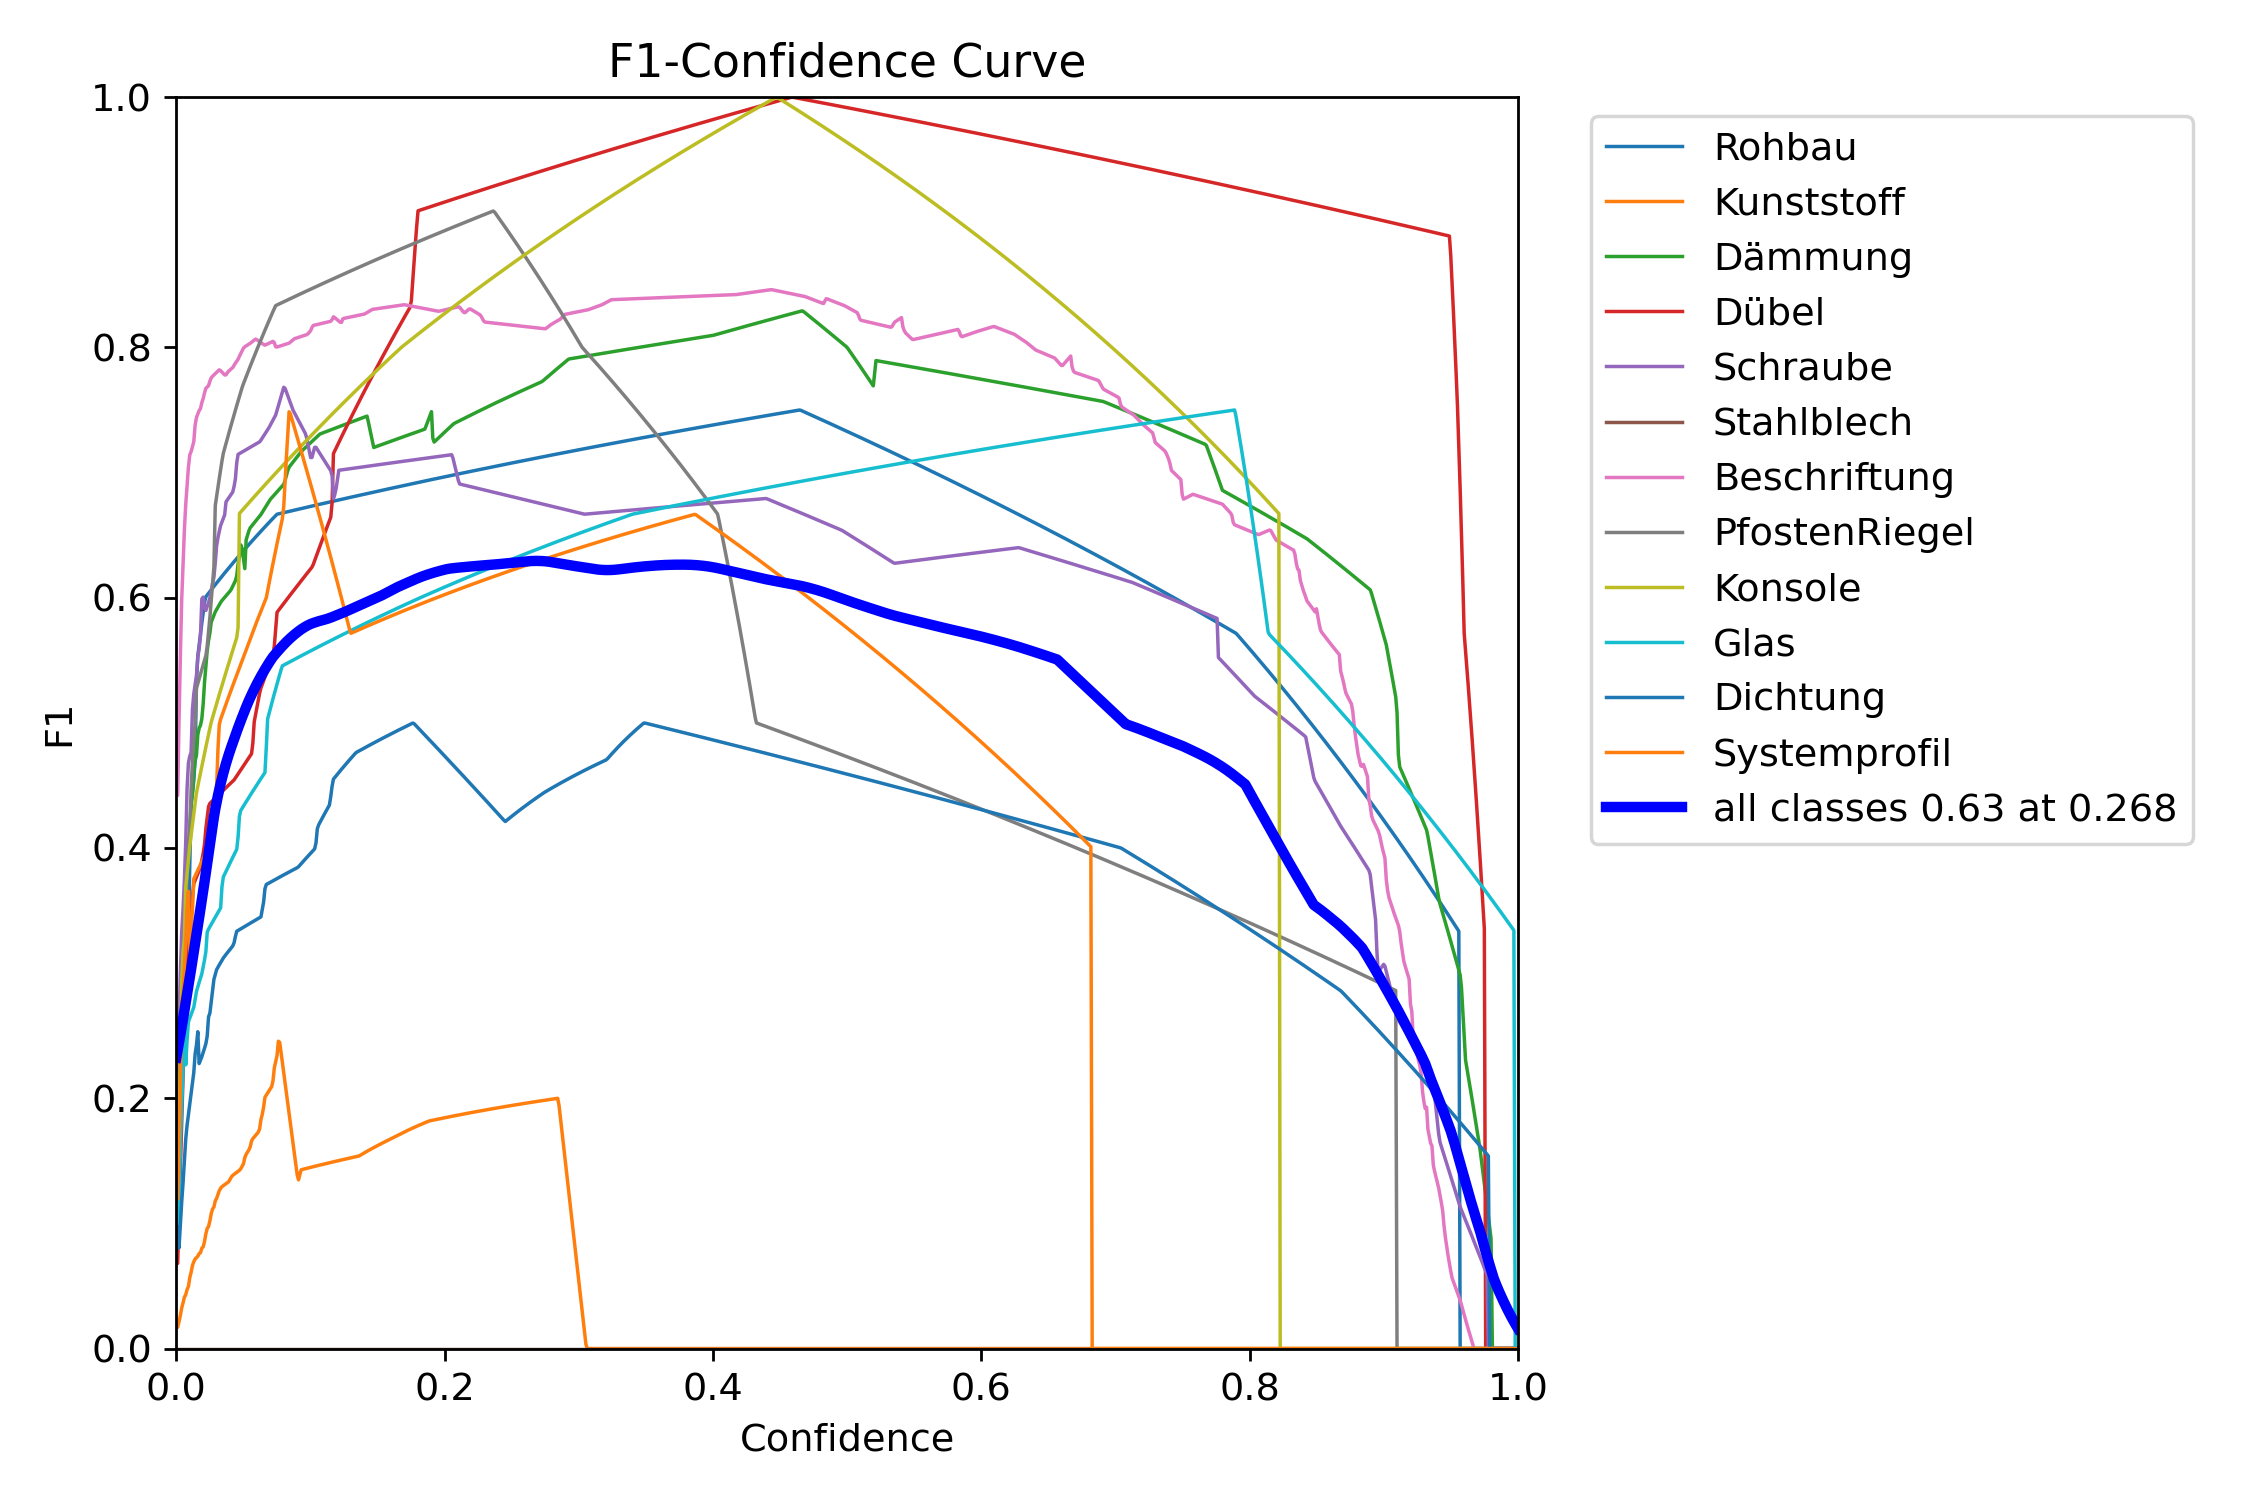 F1-Confidence Curve
1.0
0.8
0.6
0.4
0.2
0.0
F1
0.0 0.2 0.4 0.6 0.8 1.0
Confidence
Rohbau
Kunststoff
Dämmung
Dübel
Schraube
Stahlblech
Beschriftung
PfostenRiegel
Konsole
Glas
Dichtung
Systemprofil
all classes 0.63 at 0.268